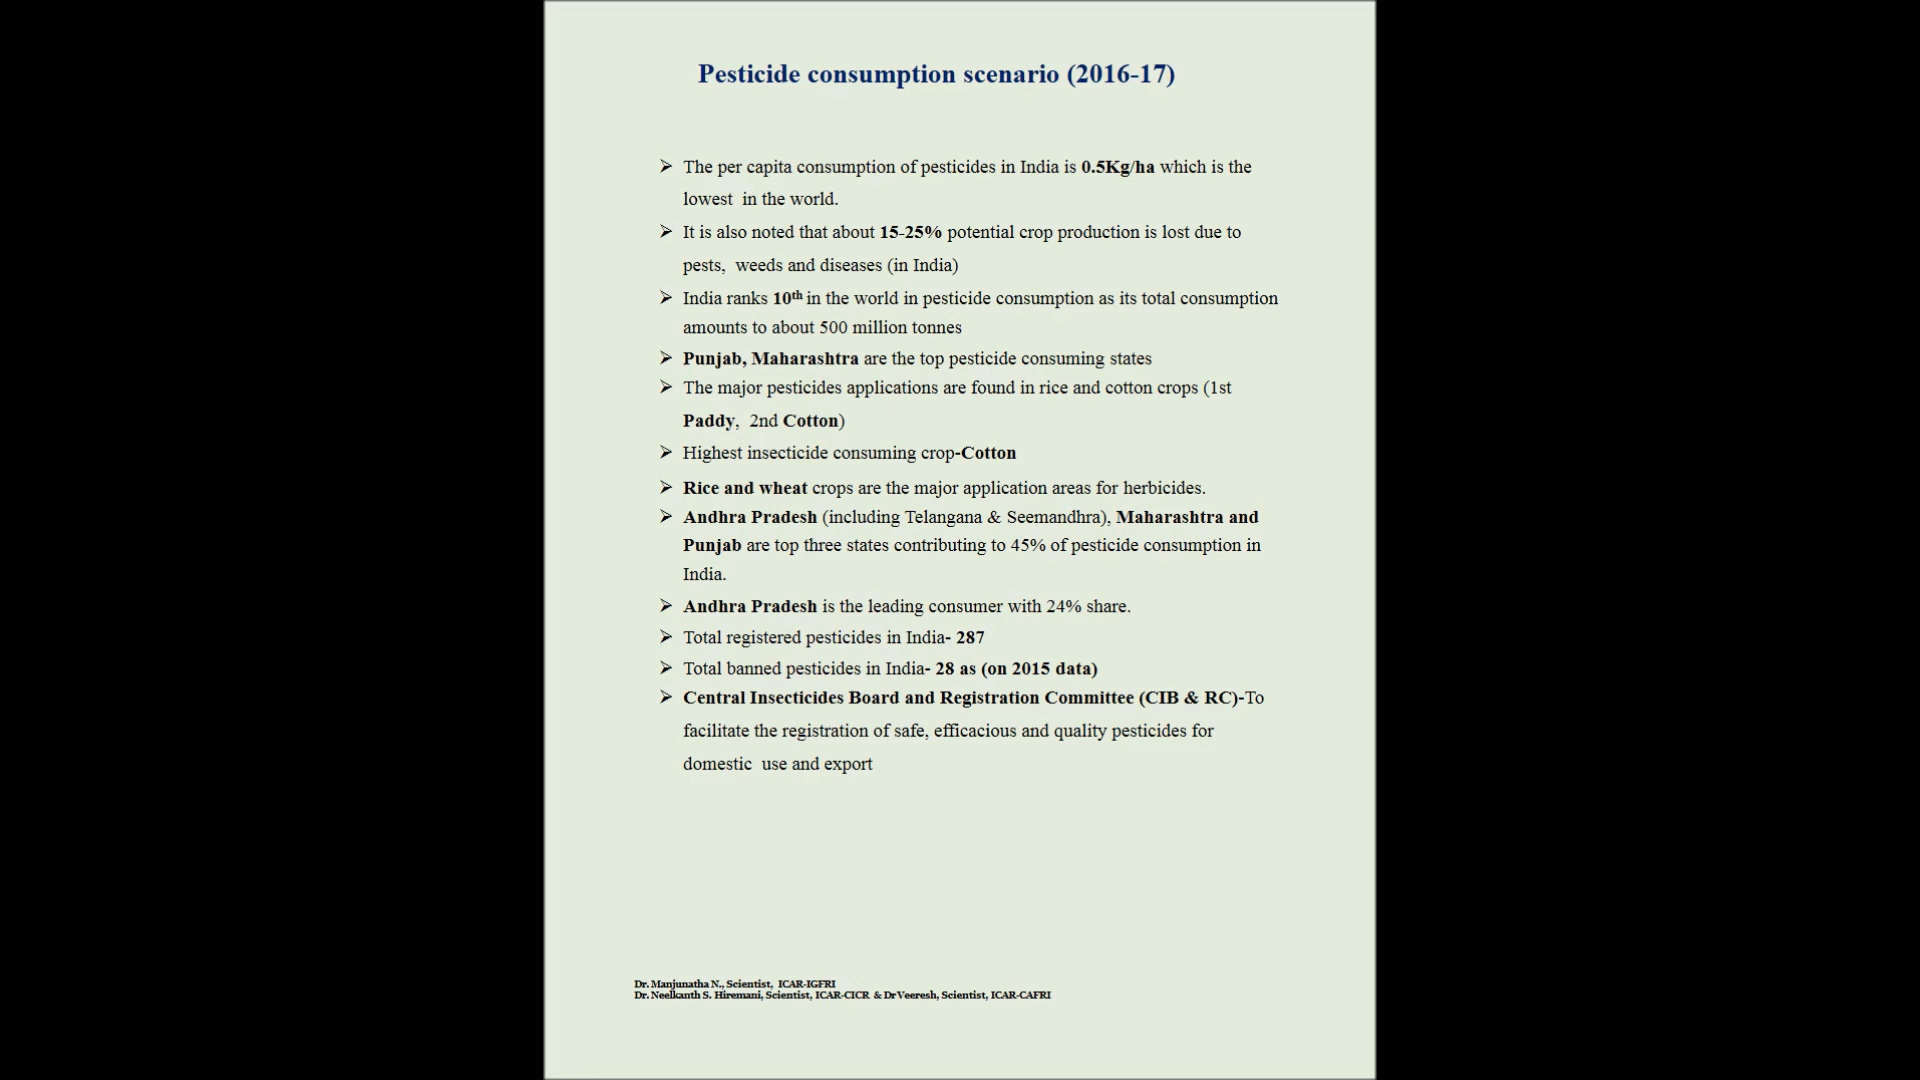 Pesticide consumption scenario (2016-17)
➢ The per capita consumption of pesticides in India is 0.5Kg/ha which is the
lowest in the world.
➢ It is also noted that about 15-25% potential crop production is lost due to
pests, weeds and diseases (in India)
➢ India ranks 10th in the world in pesticide consumption as its total consumption
amounts to about 500 million tonnes
➢ Punjab, Maharashtra are the top pesticide consuming states
➢ The major pesticides applications are found in rice and cotton crops (1st
Paddy, 2nd Cotton)
➢ Highest insecticide consuming crop-Cotton
➢ Rice and wheat crops are the major application areas for herbicides.
➢ Andhra Pradesh (including Telangana & Seemandhra), Maharashtra and
Punjab are top three states contributing to 45% of pesticide consumption in
India.
➢ Andhra Pradesh is the leading consumer with 24% share.
➢ Total registered pesticides in India- 287
➢ Total banned pesticides in India- 28 as (on 2015 data)
➢ Central Insecticides Board and Registration Committee (CIB & RC)-To
facilitate the registration of safe, efficacious and quality pesticides for
domestic use and export
Dr. Manjunatha N., Scientist, ICAR-IGFRI
Dr. Neelkanth S. Hiremani, Scientist, ICAR-CICR & Dr Veeresh, Scientist, ICAR-CAFRI